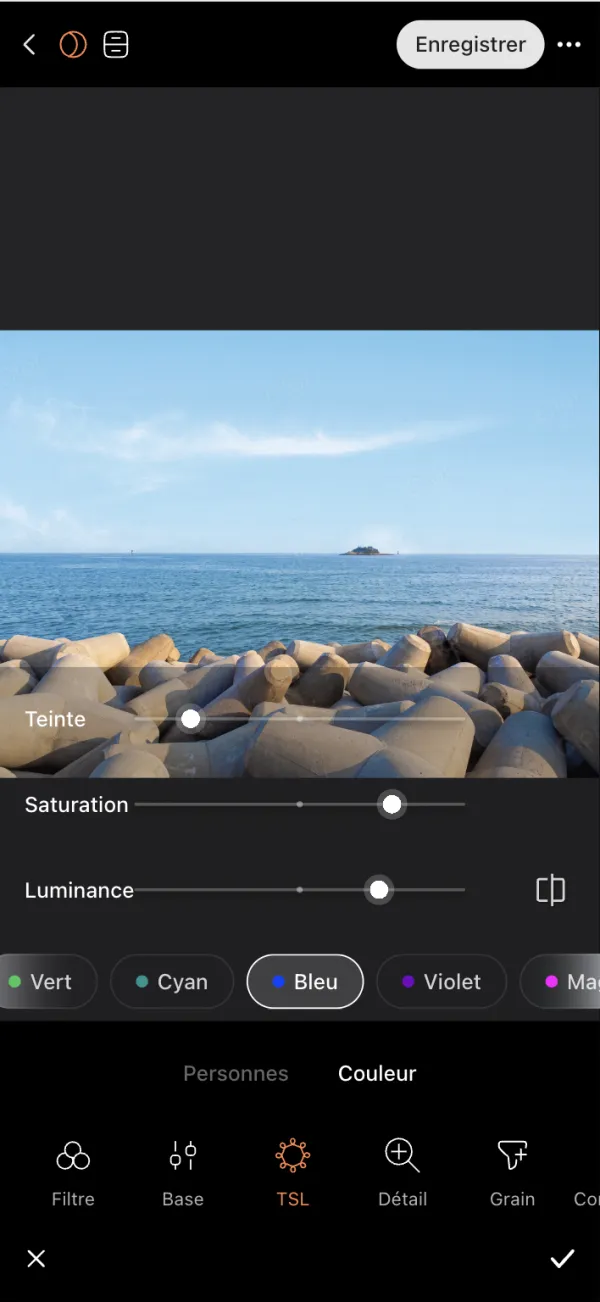 Enregistrer
Teinte
Saturation
Luminance
Vert
Cyan
Bleu
Violet
Personnes
Couleur
Filtre
Base
TSL
Détail
Grain